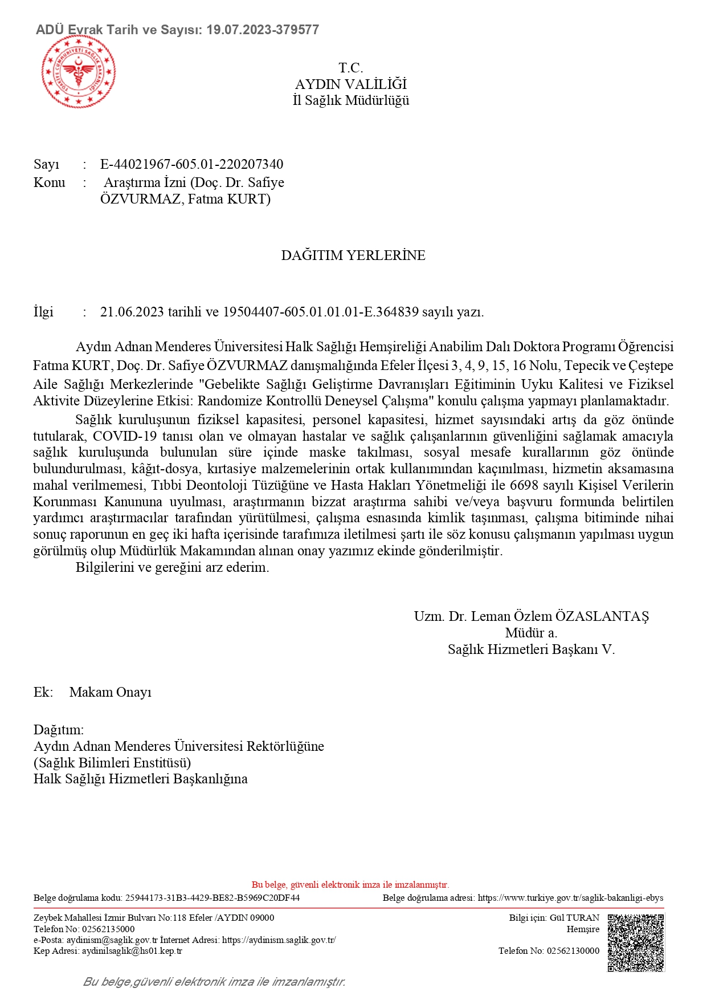 ADÜ Evrak Tarih ve Sayısı: 19.07.2023-379577
TÜRKİYE CUMHURİYETİ SAĞLIK BAKANLIĞI
T.C.
AYDIN VALİLİĞİ
İl Sağlık Müdürlüğü
Sayı : E-44021967-605.01-220207340
Konu : Araştırma İzni (Doç. Dr. Safiye
ÖZVURMAZ, Fatma KURT)
DAĞITIM YERLERİNE
İlgi : 21.06.2023 tarihli ve 19504407-605.01.01.01-E.364839 sayılı yazı.
Aydın Adnan Menderes Üniversitesi Halk Sağlığı Hemşireliği Anabilim Dalı Doktora Programı Öğrencisi
Fatma KURT, Doç. Dr. Safiye ÖZVURMAZ danışmalığında Efeler İlçesi 3, 4, 9, 15, 16 Nolu, Tepecik ve Çeştepe
Aile Sağlığı Merkezlerinde "Gebelikte Sağlığı Geliştirme Davranışları Eğitiminin Uyku Kalitesi ve Fiziksel
Aktivite Düzeylerine Etkisi: Randomize Kontrollü Deneysel Çalışma" konulu çalışma yapmayı planlamaktadır.
Sağlık kuruluşunun fiziksel kapasitesi, personel kapasitesi, hizmet sayısındaki artış da göz önünde
tutularak, COVID-19 tanısı olan ve olmayan hastalar ve sağlık çalışanlarının güvenliğini sağlamak amacıyla
sağlık kuruluşunda bulunulan süre içinde maske takılması, sosyal mesafe kurallarının göz önünde
bulundurulması, kâğıt-dosya, kırtasiye malzemelerinin ortak kullanımından kaçınılması, hizmetin aksamasına
mahal verilmemesi, Tıbbi Deontoloji Tüzüğüne ve Hasta Hakları Yönetmeliği ile 6698 sayılı Kişisel Verilerin
Korunması Kanununa uyulması, araştırmanın bizzat araştırma sahibi ve/veya başvuru formunda belirtilen
yardımcı araştırmacılar tarafından yürütülmesi, çalışma esnasında kimlik taşınması, çalışma bitiminde nihai
sonuç raporunun en geç iki hafta içerisinde tarafımıza iletilmesi şartı ile söz konusu çalışmanın yapılması uygun
görülmüş olup Müdürlük Makamından alınan onay yazımız ekinde gönderilmiştir.
Bilgilerini ve gereğini arz ederim.
Uzm. Dr. Leman Özlem ÖZASLANTAŞ
Müdür a.
Sağlık Hizmetleri Başkanı V.
Ek: Makam Onayı
Dağıtım:
Aydın Adnan Menderes Üniversitesi Rektörlüğüne
(Sağlık Bilimleri Enstitüsü)
Halk Sağlığı Hizmetleri Başkanlığına
Bu belge, güvenli elektronik imza ile imzalanmıştır.
Belge doğrulama kodu: 25944173-31B3-4429-BE82-B5969C20DF44 Belge doğrulama adresi: https://www.turkiye.gov.tr/saglik-bakanligi-ebys
Zeybek Mahallesi İzmir Bulvarı No:118 Efeler /AYDIN 09000
Telefon No: 02562135000
e-Posta: aydinism@saglik.gov.tr İnternet Adresi: https://aydinism.saglik.gov.tr/
Kep Adresi: aydinilsaglik@hs01.kep.tr
Bilgi için: Gül TURAN
Hemşire
Telefon No: 02562130000
Bu belge,güvenli elektronik imza ile imzanlamıştır.